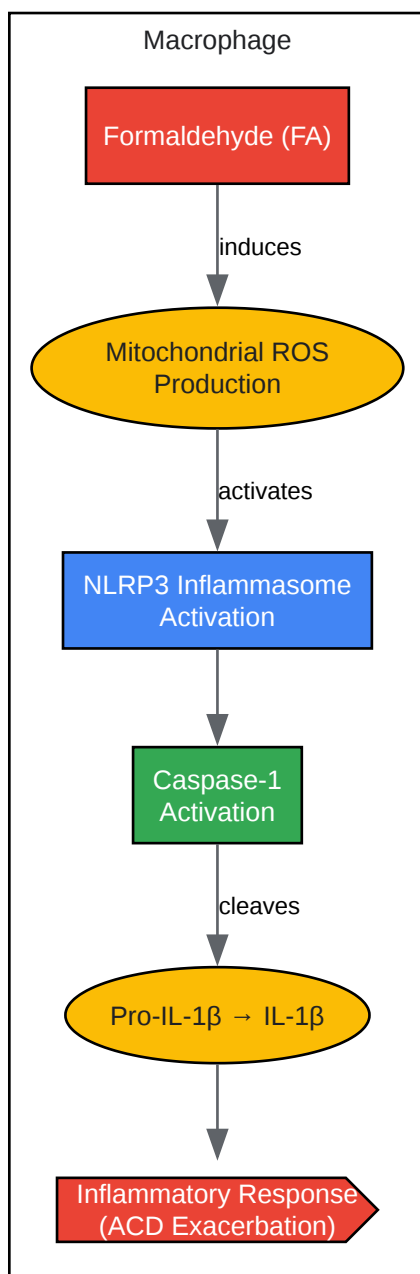 Macrophage
Formaldehyde (FA)
induces
Mitochondrial ROS
Production
activates
NLRP3 Inflammasome
Activation
Caspase-1
Activation
cleaves
Pro-IL-1β → IL-1β
Inflammatory Response
(ACD Exacerbation)